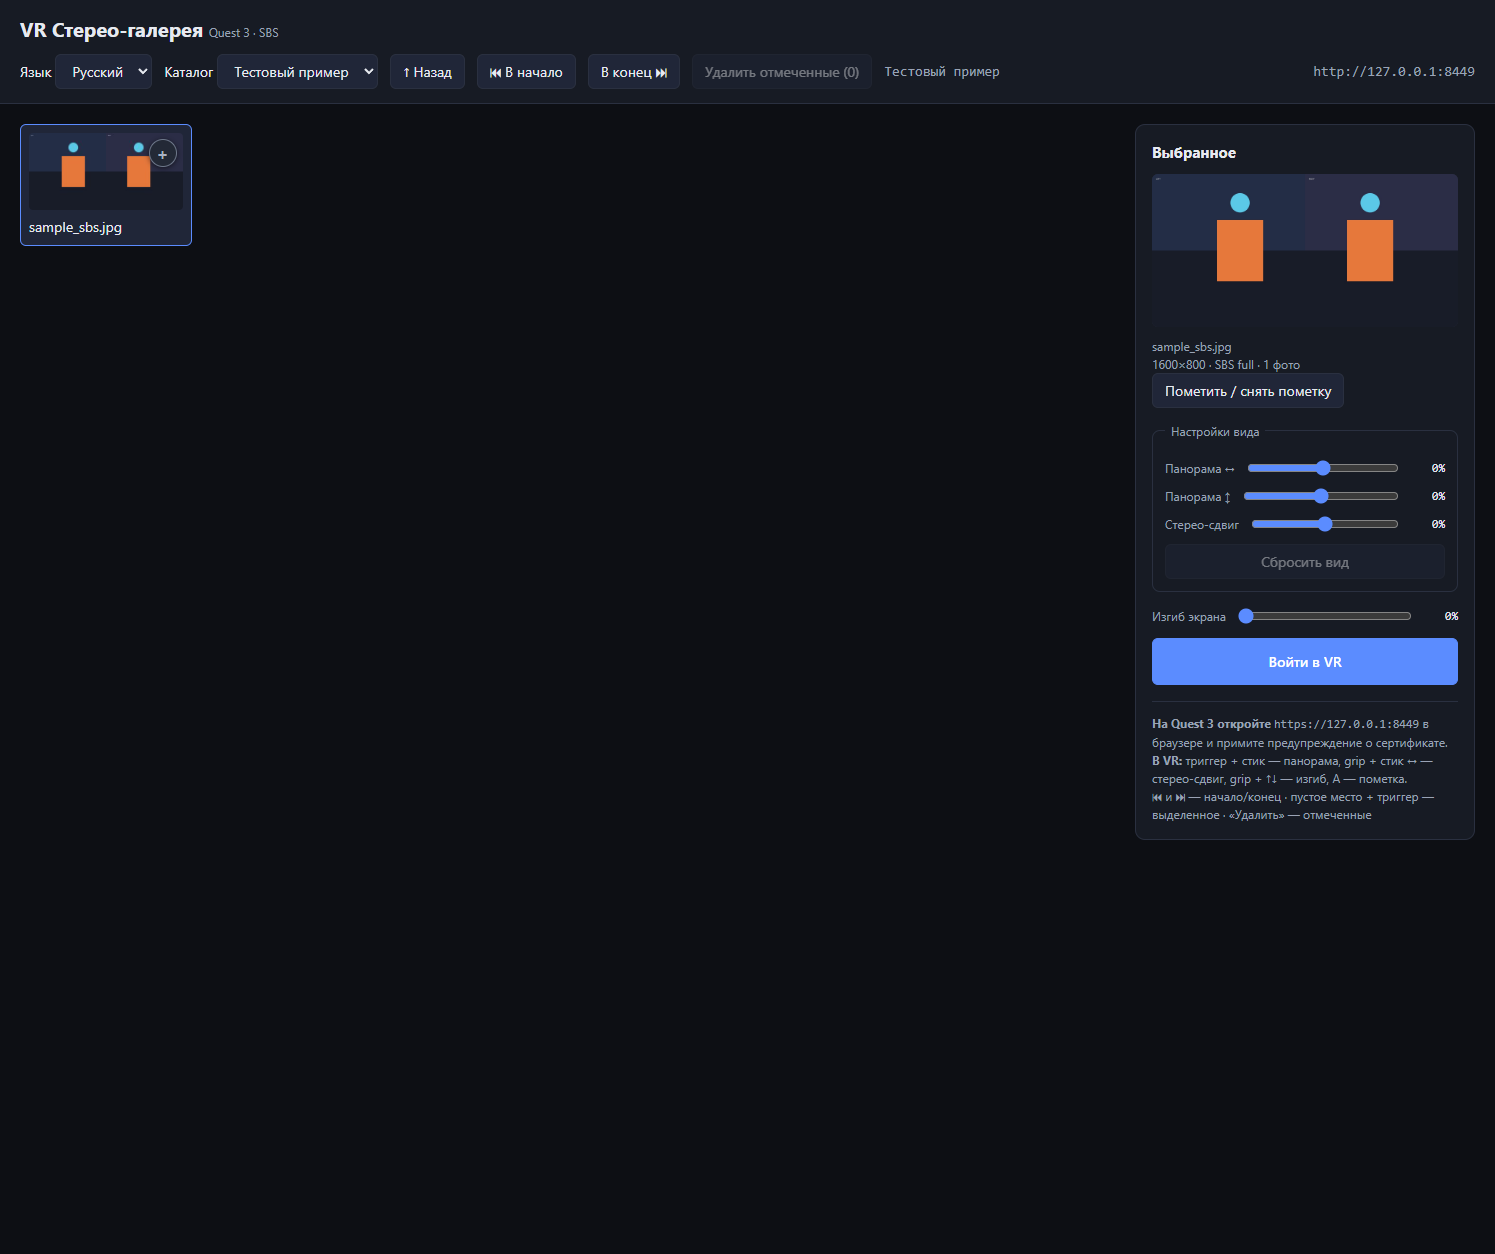 VR Стерео-галерея Quest 3 · SBS
Язык Русский Каталог Тестовый пример ↑ Назад ⏮ В начало В конец ⏭ Удалить отмеченные (0) Тестовый пример http://127.0.0.1:8449
+
sample_sbs.jpg
Выбранное
sample_sbs.jpg
1600×800 · SBS full · 1 фото
Пометить / снять пометку
Настройки вида
Панорама ↔ 0%
Панорама ↕ 0%
Стерео-сдвиг 0%
Сбросить вид
Изгиб экрана 0%
Войти в VR
На Quest 3 откройте https://127.0.0.1:8449 в
браузере и примите предупреждение о сертификате.
В VR: триггер + стик — панорама, grip + стик ↔ —
стерео-сдвиг, grip + ↑↓ — изгиб, A — пометка.
⏮ и ⏭ — начало/конец · пустое место + триггер —
выделенное · «Удалить» — отмеченные